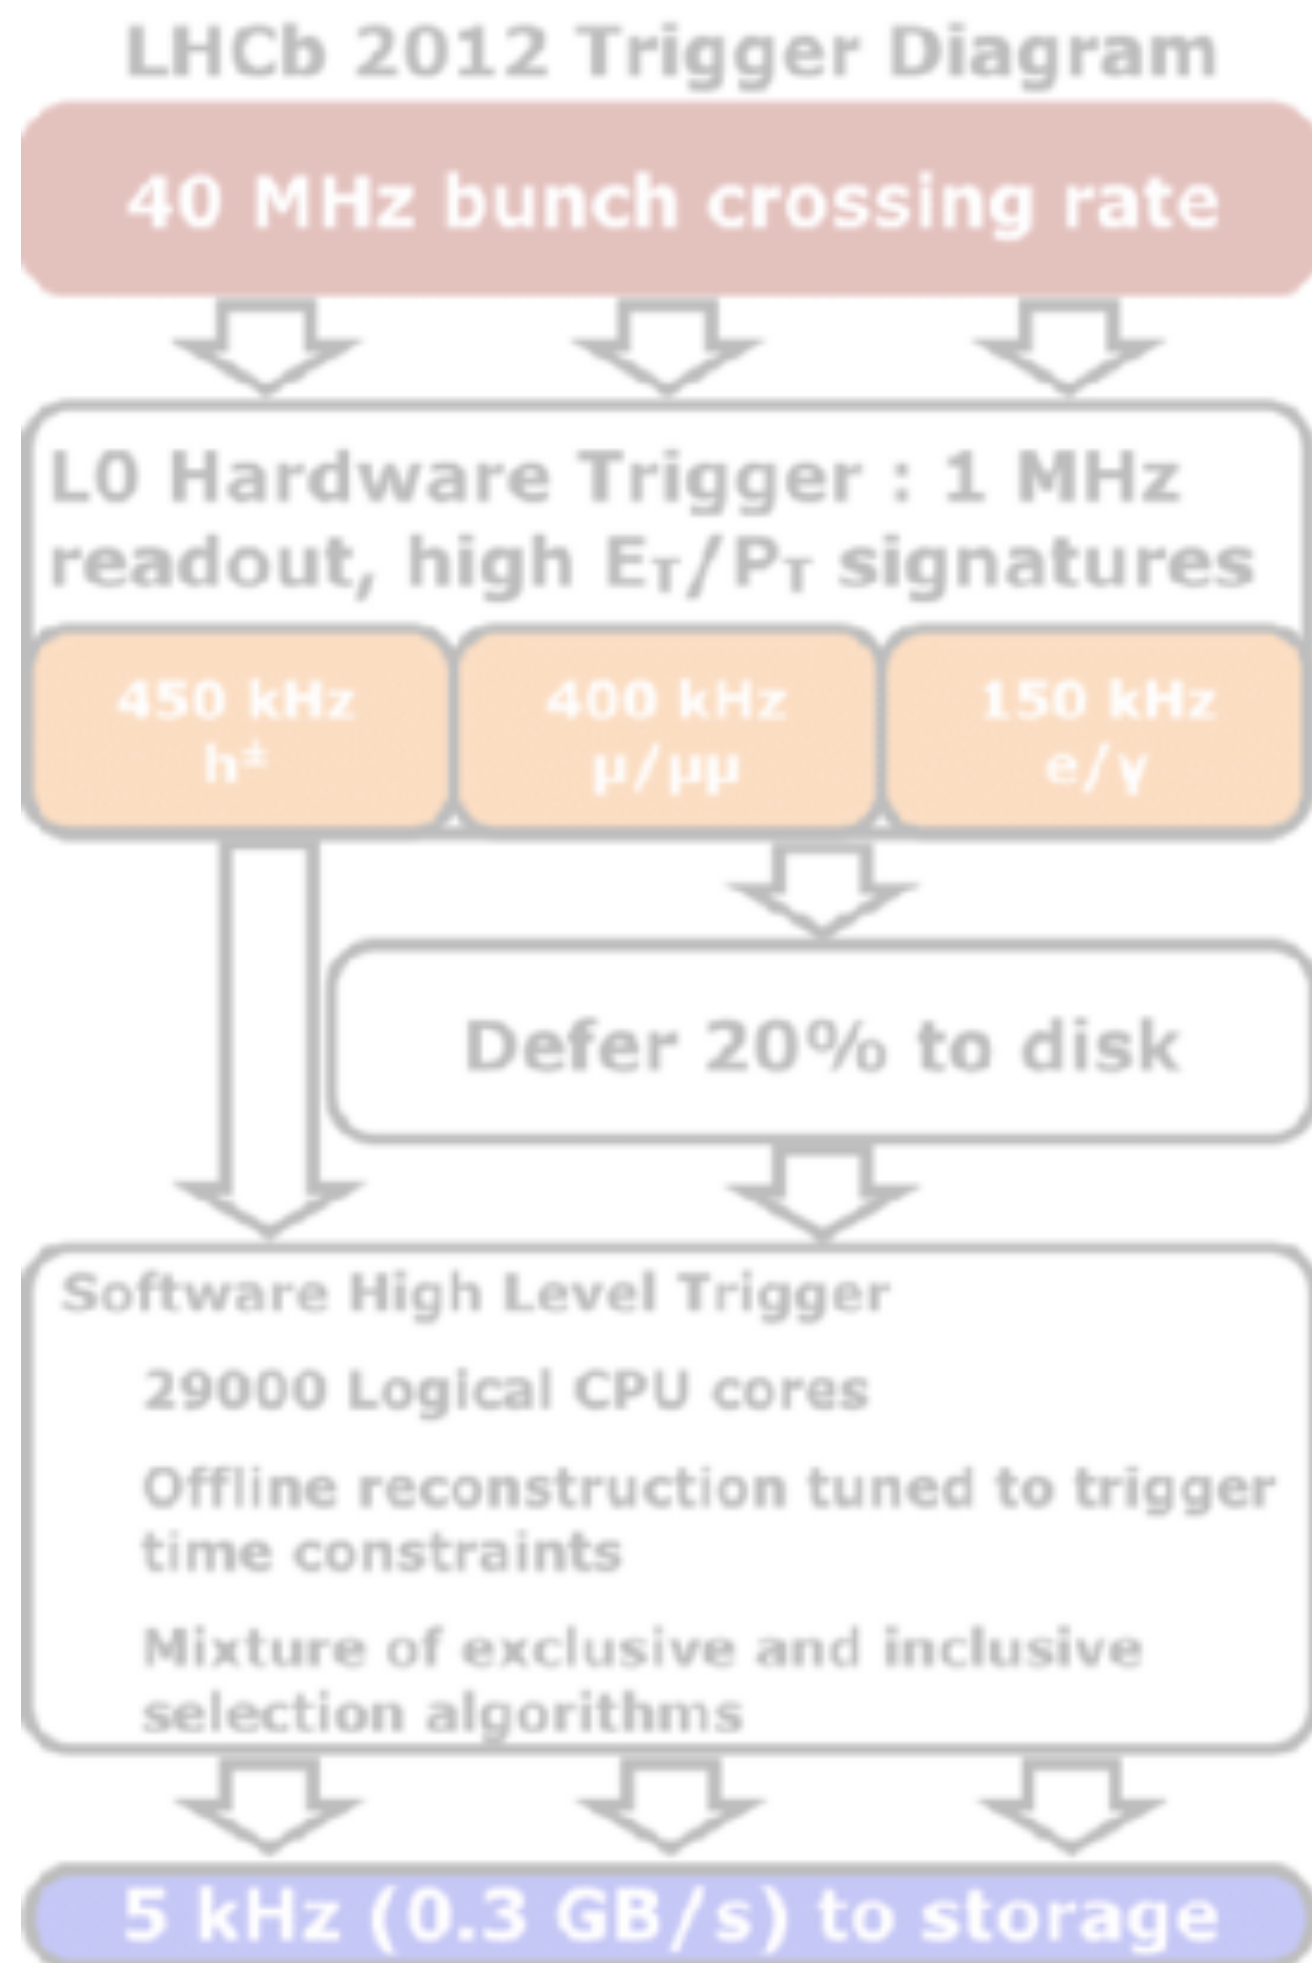 LHCb 2012 Trigger Diagram
40 MHz bunch crossing rate
L0 Hardware Trigger : 1 MHz
readout, high E_T/P_T signatures
450 kHz
h±
400 kHz
μ/μμ
150 kHz
e/γ
Defer 20% to disk
Software High Level Trigger
29000 Logical CPU cores
Offline reconstruction tuned to trigger
time constraints
Mixture of exclusive and inclusive
selection algorithms
5 kHz (0.3 GB/s) to storage